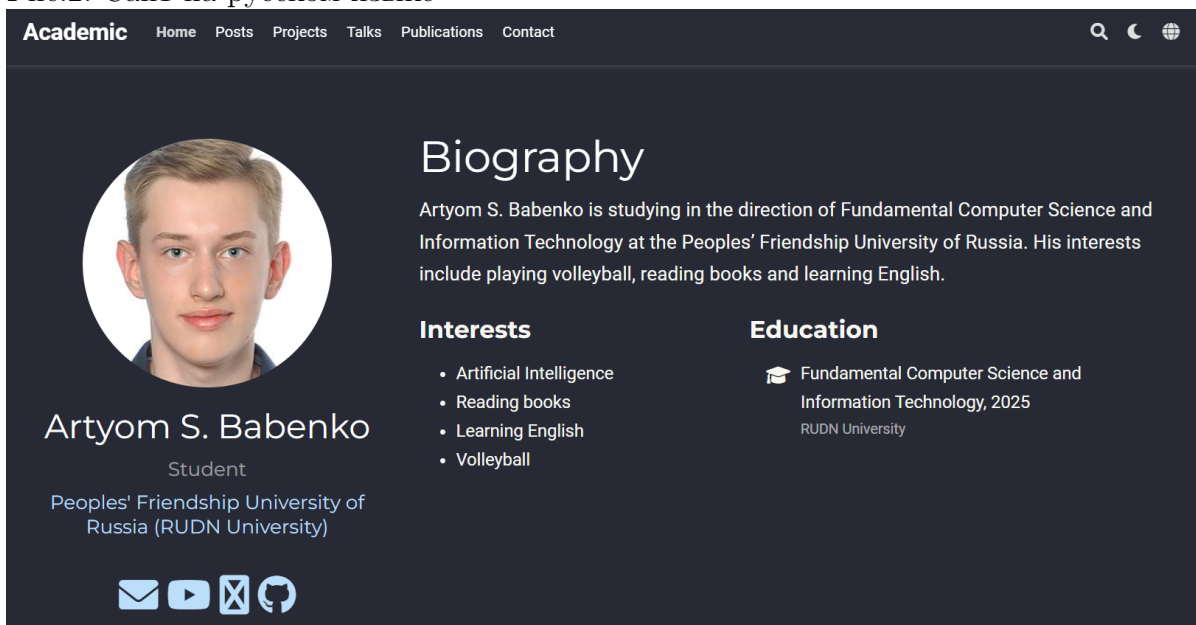 Academic Home Posts Projects Talks Publications Contact
Biography
Artyom S. Babenko is studying in the direction of Fundamental Computer Science and
Information Technology at the Peoples’ Friendship University of Russia. His interests
include playing volleyball, reading books and learning English.
Interests
• Artificial Intelligence
• Reading books
• Learning English
• Volleyball
Education
Fundamental Computer Science and
Information Technology, 2025
RUDN University
Artyom S. Babenko
Student
Peoples' Friendship University of
Russia (RUDN University)